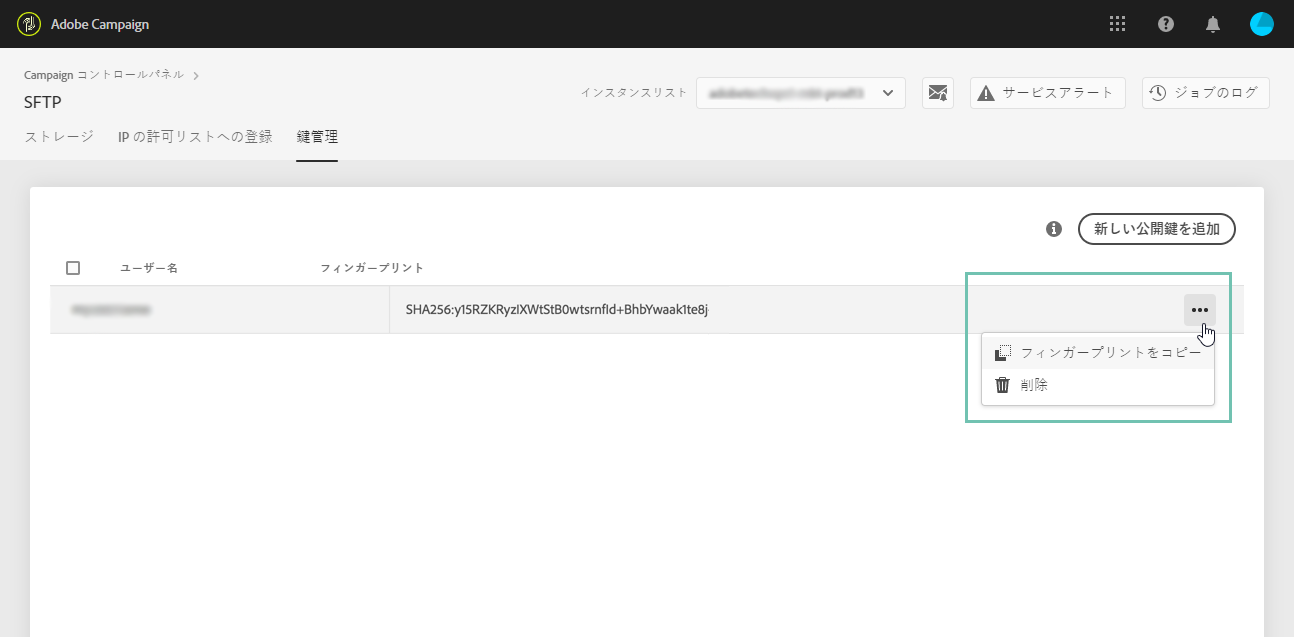 Adobe Campaign
Campaign コントロールパネル
SFTP
インスタンスリスト
サービスアラート
ジョブのログ
ストレージ IP の許可リストへの登録 鍵管理
新しい公開鍵を追加
ユーザー名 フィンガープリント
SHA256:y15RZKRyzIXWtStB0wtsrnfId+BhbYwaak1te8j
フィンガープリントをコピー
削除